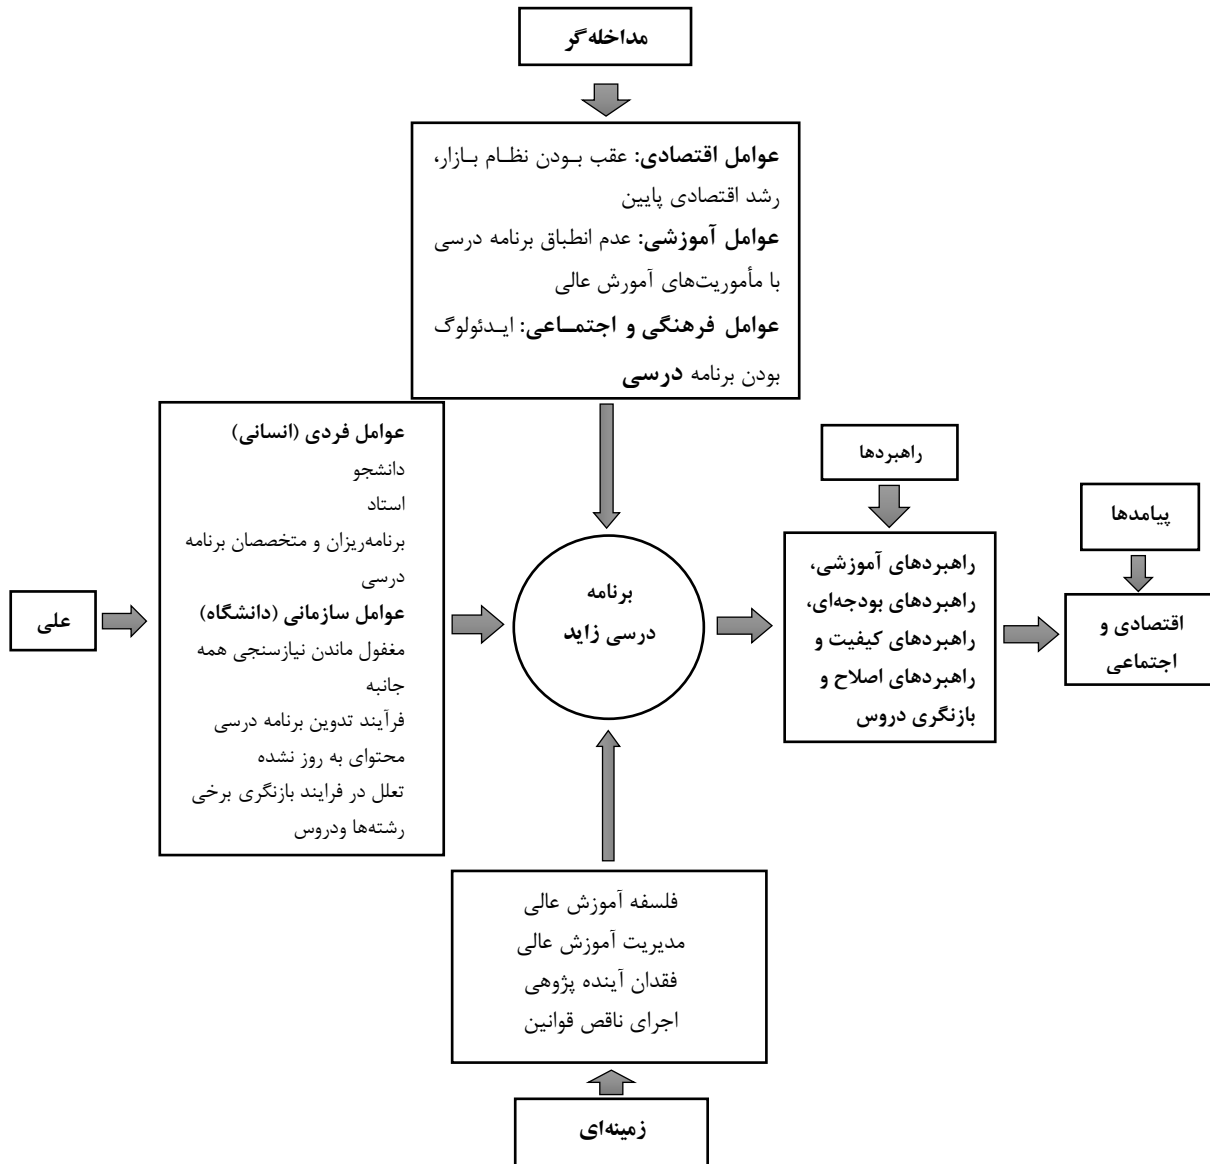 مداخله‌گر
عوامل اقتصادی: عقب بـودن نظـام بـازار،
رشد اقتصادی پایین
عوامل آموزشی: عدم انطباق برنامه درسی
با مأموریت‌های آمورش عالی
عوامل فرهنگی و اجتمـاعی: ایـدئولوگ
بودن برنامه درسی
علی
عوامل فردی (انسانی)
دانشجو
استاد
برنامه‌ریزان و متخصصان برنامه
درسی
عوامل سازمانی (دانشگاه)
مغفول ماندن نیازسنجی همه
جانبه
فرآیند تدوین برنامه درسی
محتوای به روز نشده
تعلل در فرایند بازنگری برخی
رشته‌ها ودروس
برنامه
درسی زاید
راهبردها
راهبردهای آموزشی،
راهبردهای بودجه‌ای،
راهبردهای کیفیت و
راهبردهای اصلاح و
بازنگری دروس
پیامدها
اقتصادی و
اجتماعی
فلسفه آموزش عالی
مدیریت آموزش عالی
فقدان آینده پژوهی
اجرای ناقص قوانین
زمینه‌ای